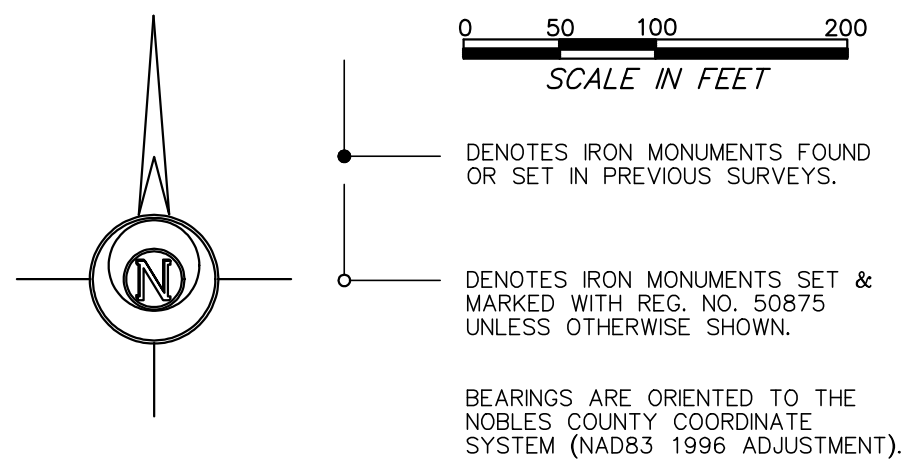 0 50 100 200
SCALE IN FEET
DENOTES IRON MONUMENTS FOUND
OR SET IN PREVIOUS SURVEYS.
N
DENOTES IRON MONUMENTS SET &
MARKED WITH REG. NO. 50875
UNLESS OTHERWISE SHOWN.
BEARINGS ARE ORIENTED TO THE
NOBLES COUNTY COORDINATE
SYSTEM (NAD83 1996 ADJUSTMENT).